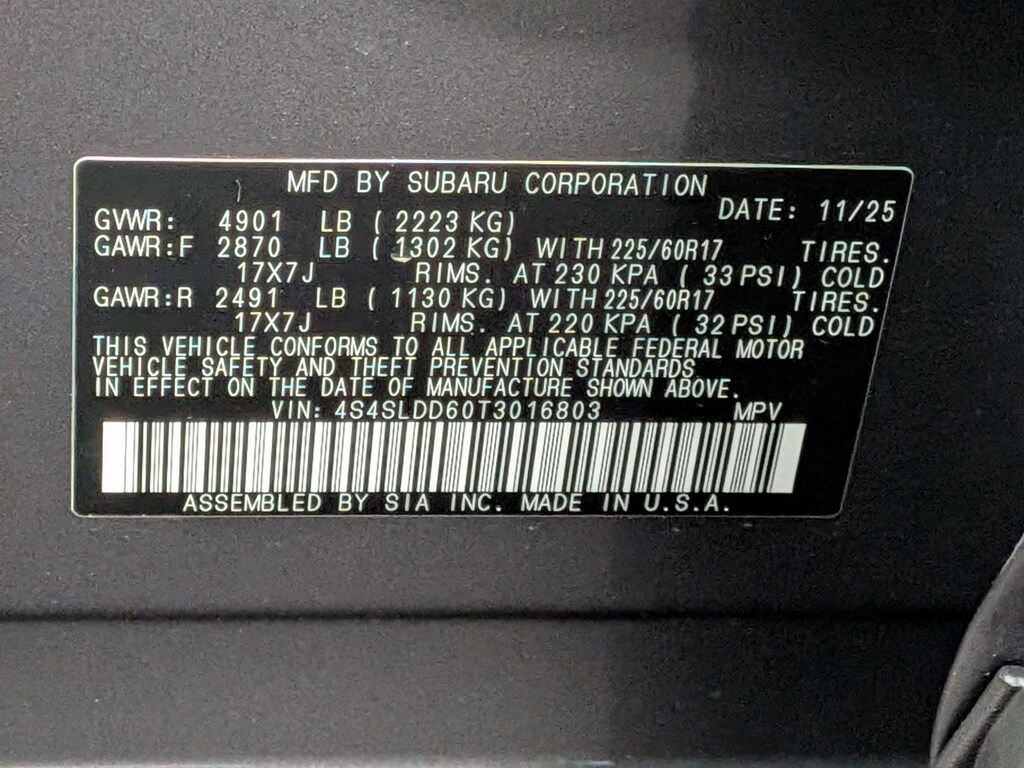 MFD BY SUBARU CORPORATION
DATE: 11/25
GVWR: 4901 LB ( 2223 KG)
GAWR:F 2870 LB ( 1302 KG) WITH 225/60R17 TIRES.
17X7J RIMS. AT 230 KPA ( 33 PSI) COLD
GAWR:R 2491 LB ( 1130 KG) WITH 225/60R17 TIRES.
17X7J RIMS. AT 220 KPA ( 32 PSI) COLD
THIS VEHICLE CONFORMS TO ALL APPLICABLE FEDERAL MOTOR
VEHICLE SAFETY AND THEFT PREVENTION STANDARDS
IN EFFECT ON THE DATE OF MANUFACTURE SHOWN ABOVE.
VIN: 4S4SLDD60T3016803 MPV
ASSEMBLED BY SIA INC. MADE IN U.S.A.